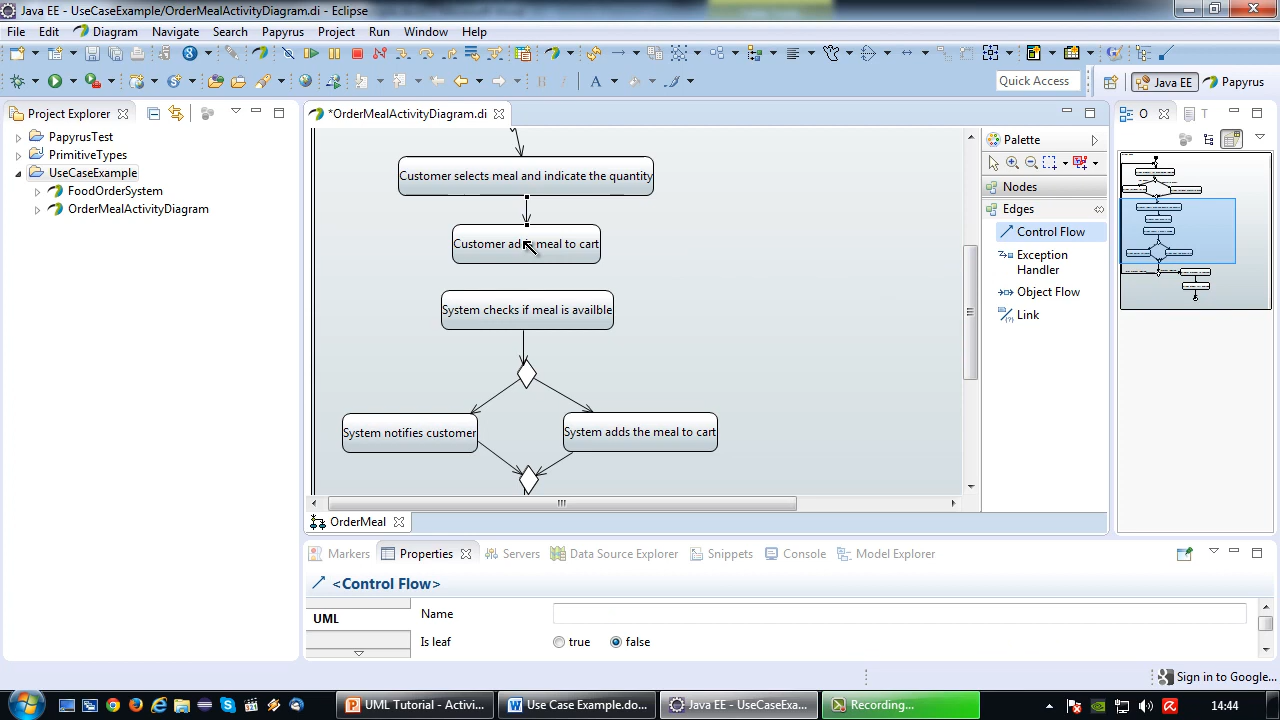 Java EE - UseCaseExample/OrderMealActivityDiagram.di - Eclipse
File Edit Diagram Navigate Search Papyrus Project Run Window Help
Quick Access Java EE Papyrus
Project Explorer
*OrderMealActivityDiagram.di
O T
PapyrusTest
PrimitiveTypes
UseCaseExample
FoodOrderSystem
OrderMealActivityDiagram
Customer selects meal and indicate the quantity
Customer adds meal to cart
System checks if meal is availble
System notifies customer
System adds the meal to cart
Palette
Nodes
Edges
Control Flow
Exception
Handler
Object Flow
Link
OrderMeal
Markers Properties Servers Data Source Explorer Snippets Console Model Explorer
<Control Flow>
UML
Name
Is leaf true false
Sign in to Google...
UML Tutorial - Activi... Use Case Example.do... Java EE - UseCaseExa... Recording... 14:44